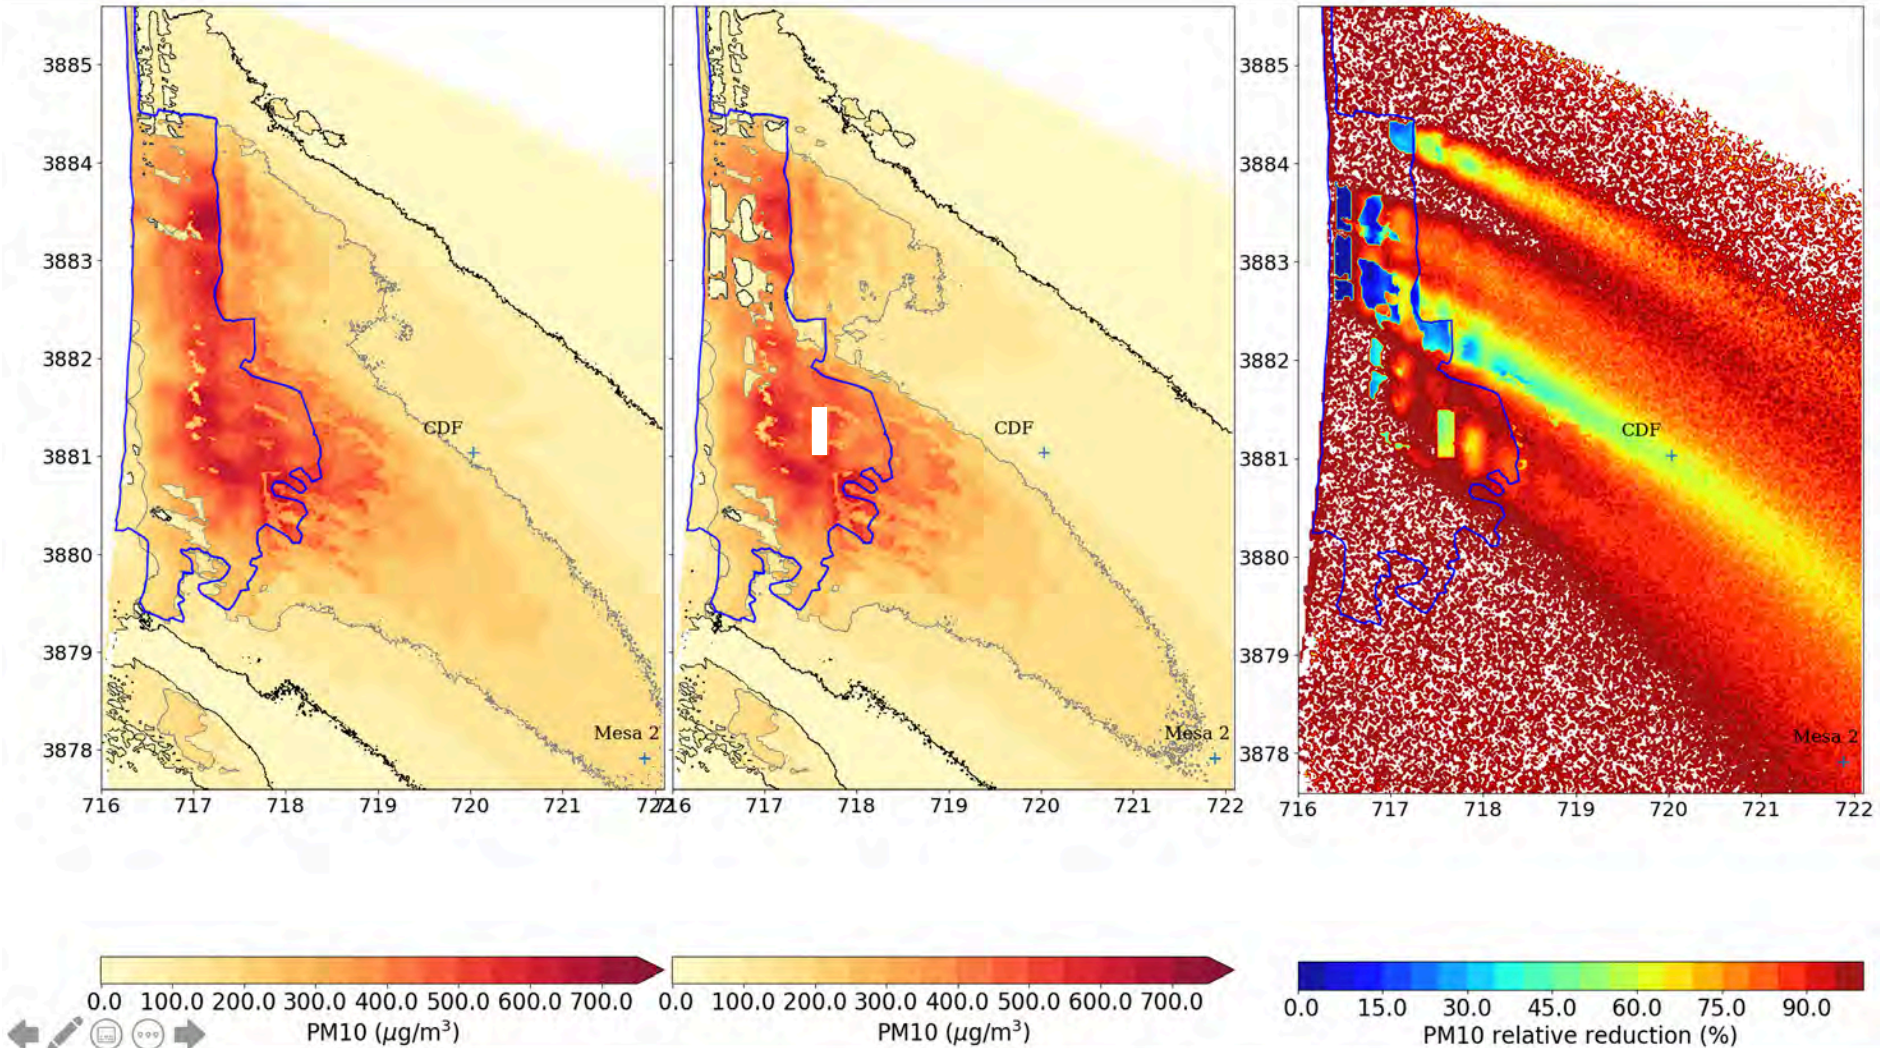 3885
3884
3883
3882
3881
3880
3879
3878
716 717 718 719 720 721 722
CDF
Mesa 2
716 717 718 719 720 721 722
CDF
Mesa 2
3885
3884
3883
3882
3881
3880
3879
3878
716 717 718 719 720 721 722
CDF
Mesa 2
0.0 100.0 200.0 300.0 400.0 500.0 600.0 700.0
PM10 (μg/m³)
0.0 100.0 200.0 300.0 400.0 500.0 600.0 700.0
PM10 (μg/m³)
0.0 15.0 30.0 45.0 60.0 75.0 90.0
PM10 relative reduction (%)